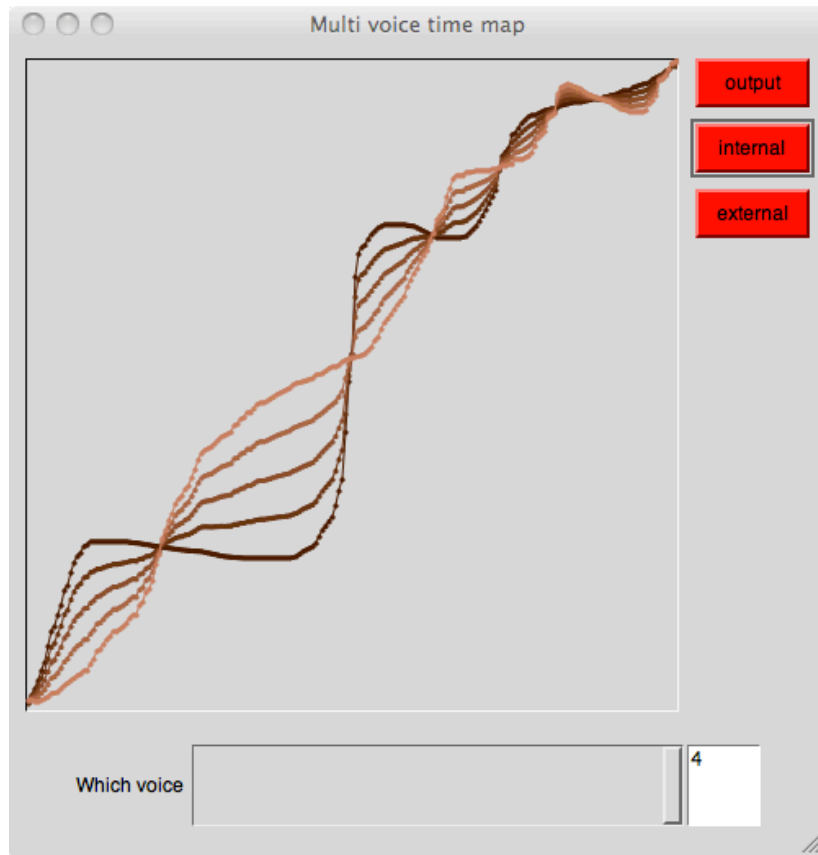 Multi voice time map
output
internal
external
Which voice
4